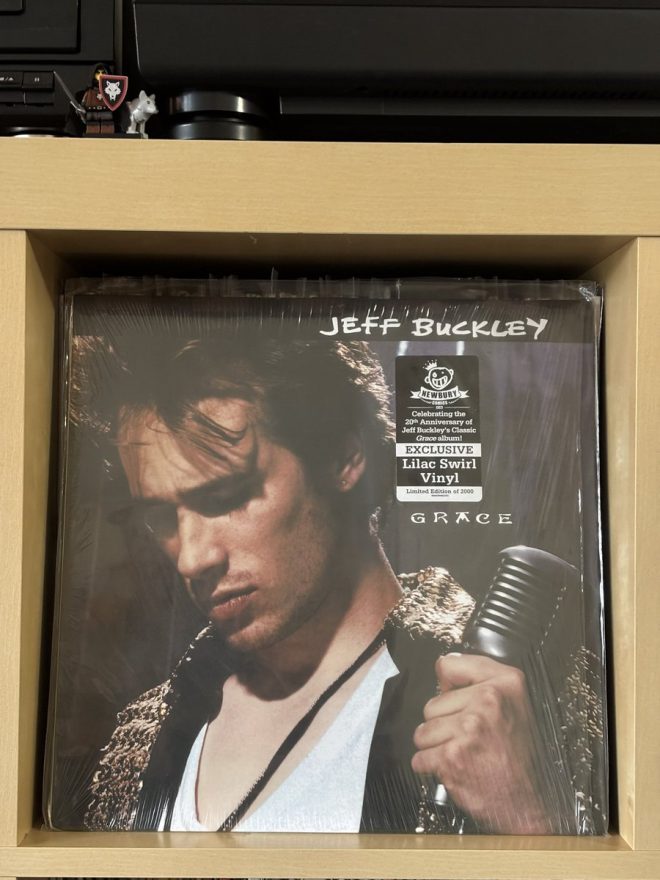 JEFF BUCKLEY
NEWBURY
COMICS
Celebrating the
20th Anniversary of
Jeff Buckley's Classic
Grace album!
EXCLUSIVE
Lilac Swirl
Vinyl
Limited Edition of 2000
GRACE